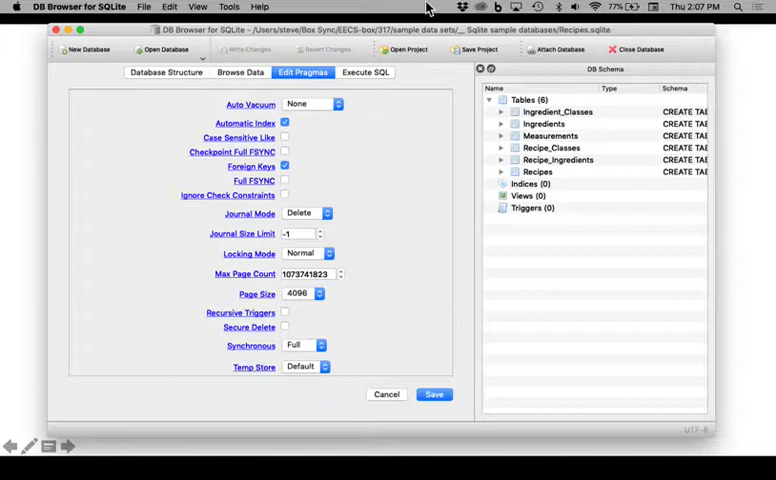 DB Browser for SQLite File Edit View Tools Help 77% Thu 2:07 PM
DB Browser for SQLite - /Users/steve/Box Sync/EECS-box/317/sample data sets/__ Sqlite sample databases/Recipes.sqlite
New Database Open Database Write Changes Revert Changes Open Project Save Project Attach Database Close Database
Database Structure Browse Data Edit Pragmas Execute SQL
Auto Vacuum None
Automatic Index
Case Sensitive Like
Checkpoint Full FSYNC
Foreign Keys
Full FSYNC
Ignore Check Constraints
Journal Mode Delete
Journal Size Limit -1
Locking Mode Normal
Max Page Count 1073741823
Page Size 4096
Recursive Triggers
Secure Delete
Synchronous Full
Temp Store Default
Cancel Save
DB Schema
Name Type Schema
Tables (6)
Ingredient_Classes CREATE TAE
Ingredients CREATE TAE
Measurements CREATE TAE
Recipe_Classes CREATE TAE
Recipe_Ingredients CREATE TAE
Recipes CREATE TAE
Indices (0)
Views (0)
Triggers (0)
UTF-8